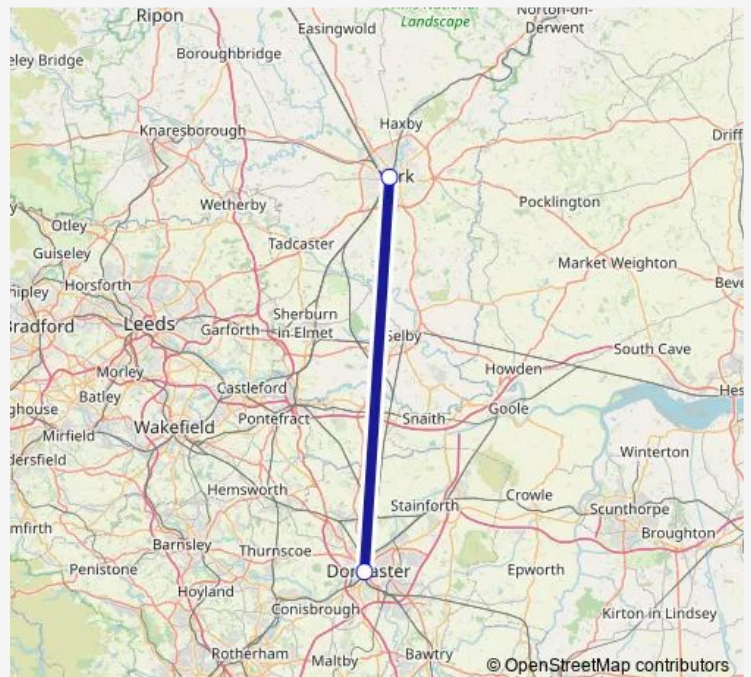 Ripon
Easingwold
Landscape
Norton-on-
Derwent
eley Bridge
Boroughbridge
Haxby
Knaresborough
Driff
rk
Wetherby
Pocklington
Otley
Tadcaster
Guiseley
Market Weighton
Horsforth
hipley
Beve
Bradford
Leeds
Garforth
Sherburn
in Elmet
Selby
South Cave
Morley
Howden
Castleford
Batley
Hes
ghouse
Pontefract
Snaith
Goole
Mirfield
Wakefield
dersfield
Winterton
Hemsworth
Crowle
Stainforth
Scunthorpe
mfirth
Broughton
Barnsley
Thurnscoe
Penistone
Don aster
Epworth
Hoyland
Conisbrough
Kirton in Lindsey
Rotherham
Maltby
Bawtry
© OpenStreetMap contributors